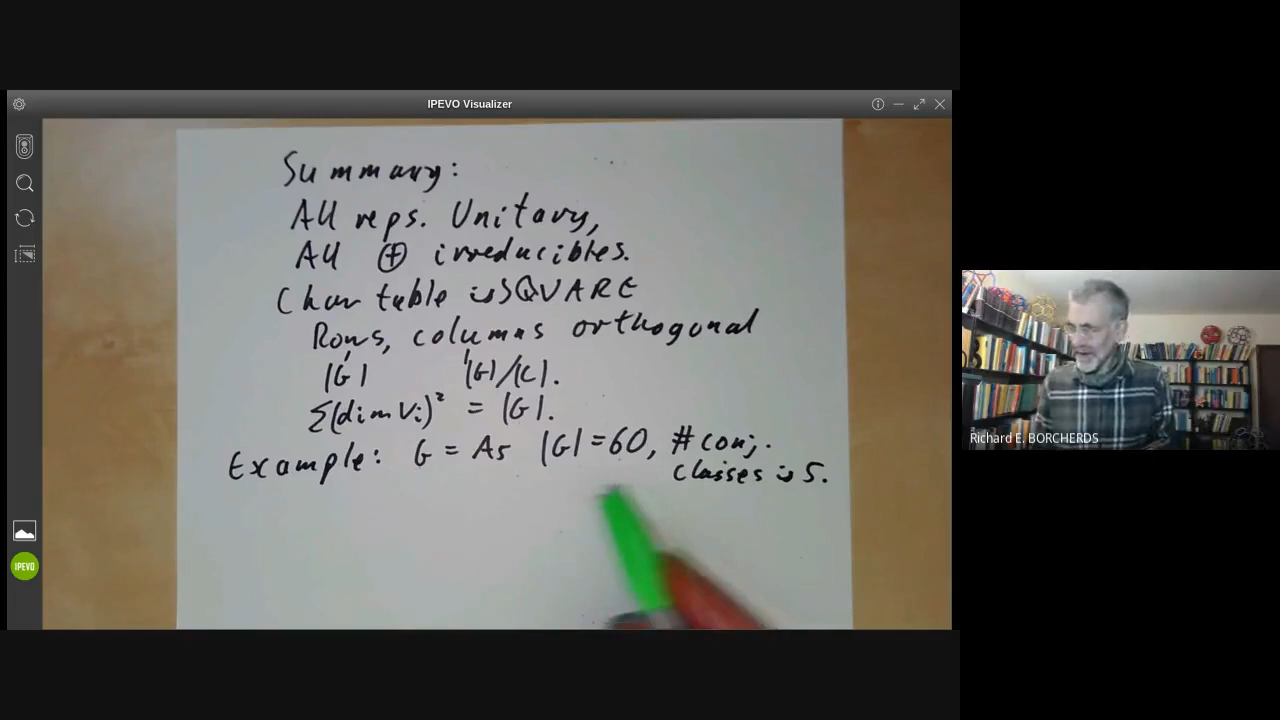 IPEVO Visualizer
Summary:
All reps. Unitary,
All ⊕ irreducibles.
Char table is SQUARE
Rows, columns orthogonal
|G| |G|/|C|.
Σ(dim Vi)² = |G|.
Example: G = A5 |G| = 60, # conj.
classes is 5.
IPEVO
Richard E. BORCHERDS